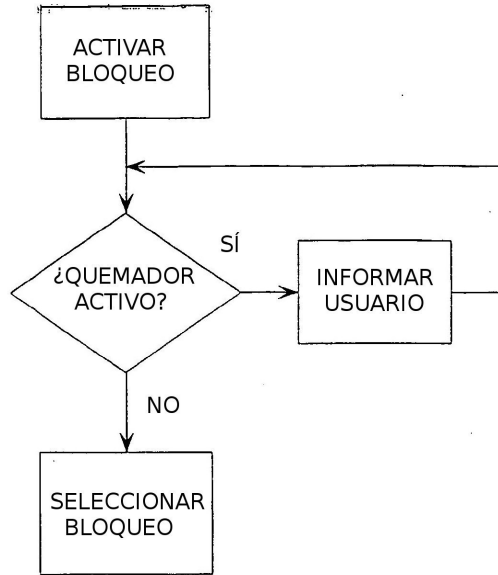 ACTIVAR
BLOQUEO
SÍ
¿QUEMADOR
ACTIVO?
INFORMAR
USUARIO
NO
SELECCIONAR
BLOQUEO